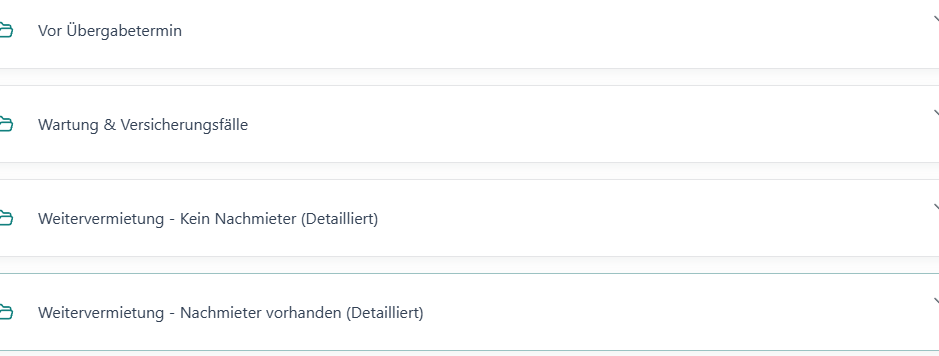 Vor Übergabetermin
Wartung & Versicherungsfälle
Weitervermietung - Kein Nachmieter (Detailliert)
Weitervermietung - Nachmieter vorhanden (Detailliert)